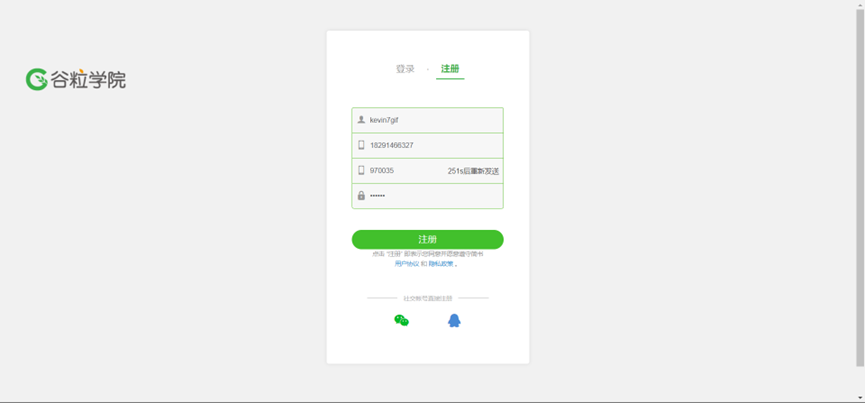 谷粒学院
登录 · 注册
kevin7gif
18291466327
970035 251s后重新发送
••••••
注册
点击 “注册” 即表示您同意并愿意遵守简书
用户协议 和 隐私政策 。
社交帐号直接注册